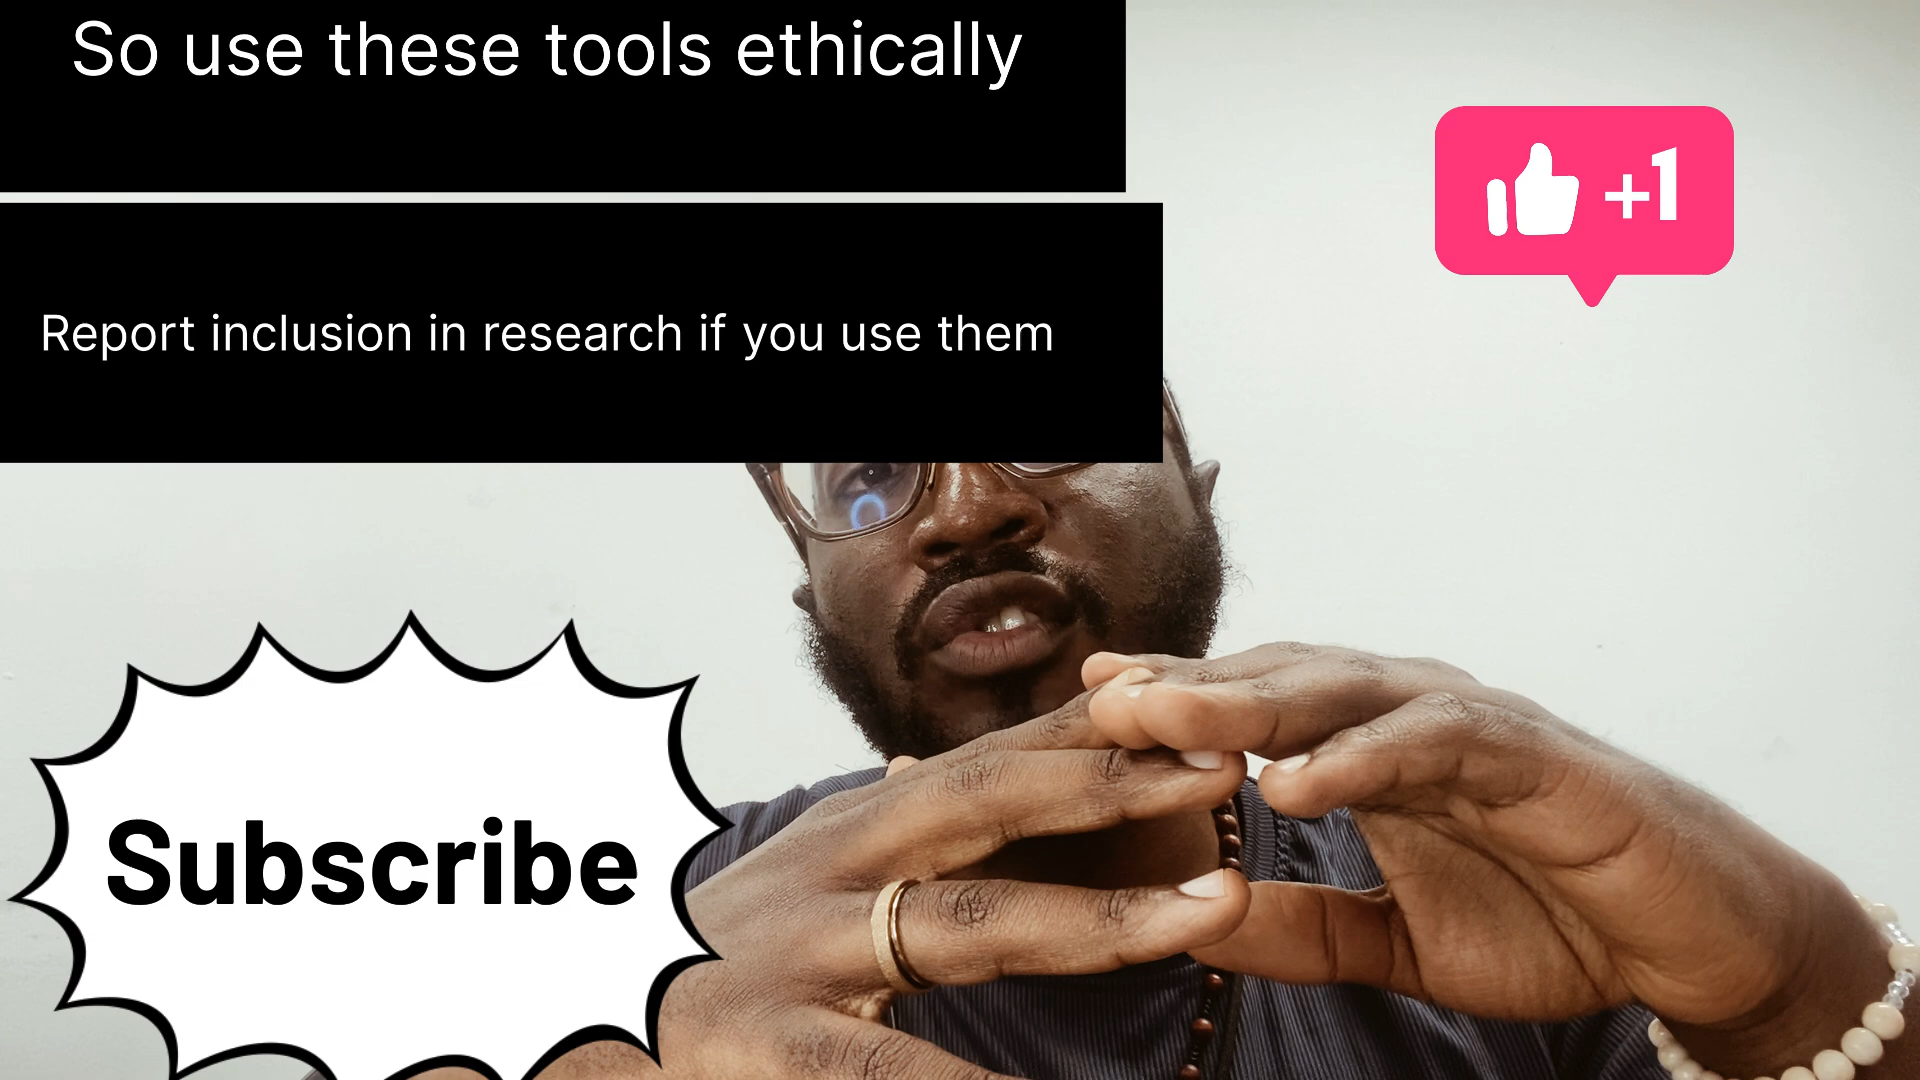 So use these tools ethically
+1
Report inclusion in research if you use them
Subscribe